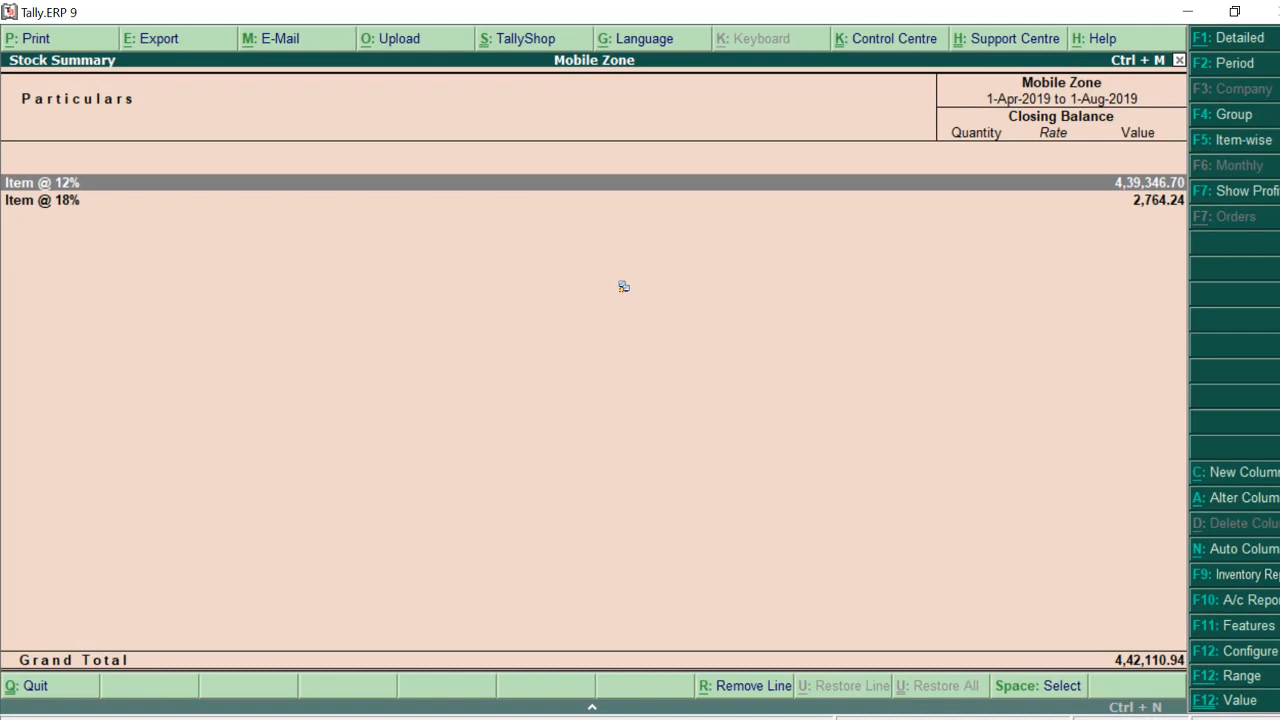 Tally.ERP 9
P: Print E: Export M: E-Mail O: Upload S: TallyShop G: Language K: Keyboard K: Control Centre H: Support Centre H: Help
Stock Summary Mobile Zone Ctrl + M
Particulars
Mobile Zone
1-Apr-2019 to 1-Aug-2019
Closing Balance
Quantity Rate Value
Item @ 12% 4,39,346.70
Item @ 18% 2,764.24
Grand Total 4,42,110.94
Q: Quit R: Remove Line U: Restore Line U: Restore All Space: Select
Ctrl + N
F1: Detailed
F2: Period
F3: Company
F4: Group
F5: Item-wise
F6: Monthly
F7: Show Profi
F7: Orders
C: New Column
A: Alter Colum
D: Delete Colu
N: Auto Colum
F9: Inventory Re
F10: A/c Repo
F11: Features
F12: Configure
F12: Range
F12: Value